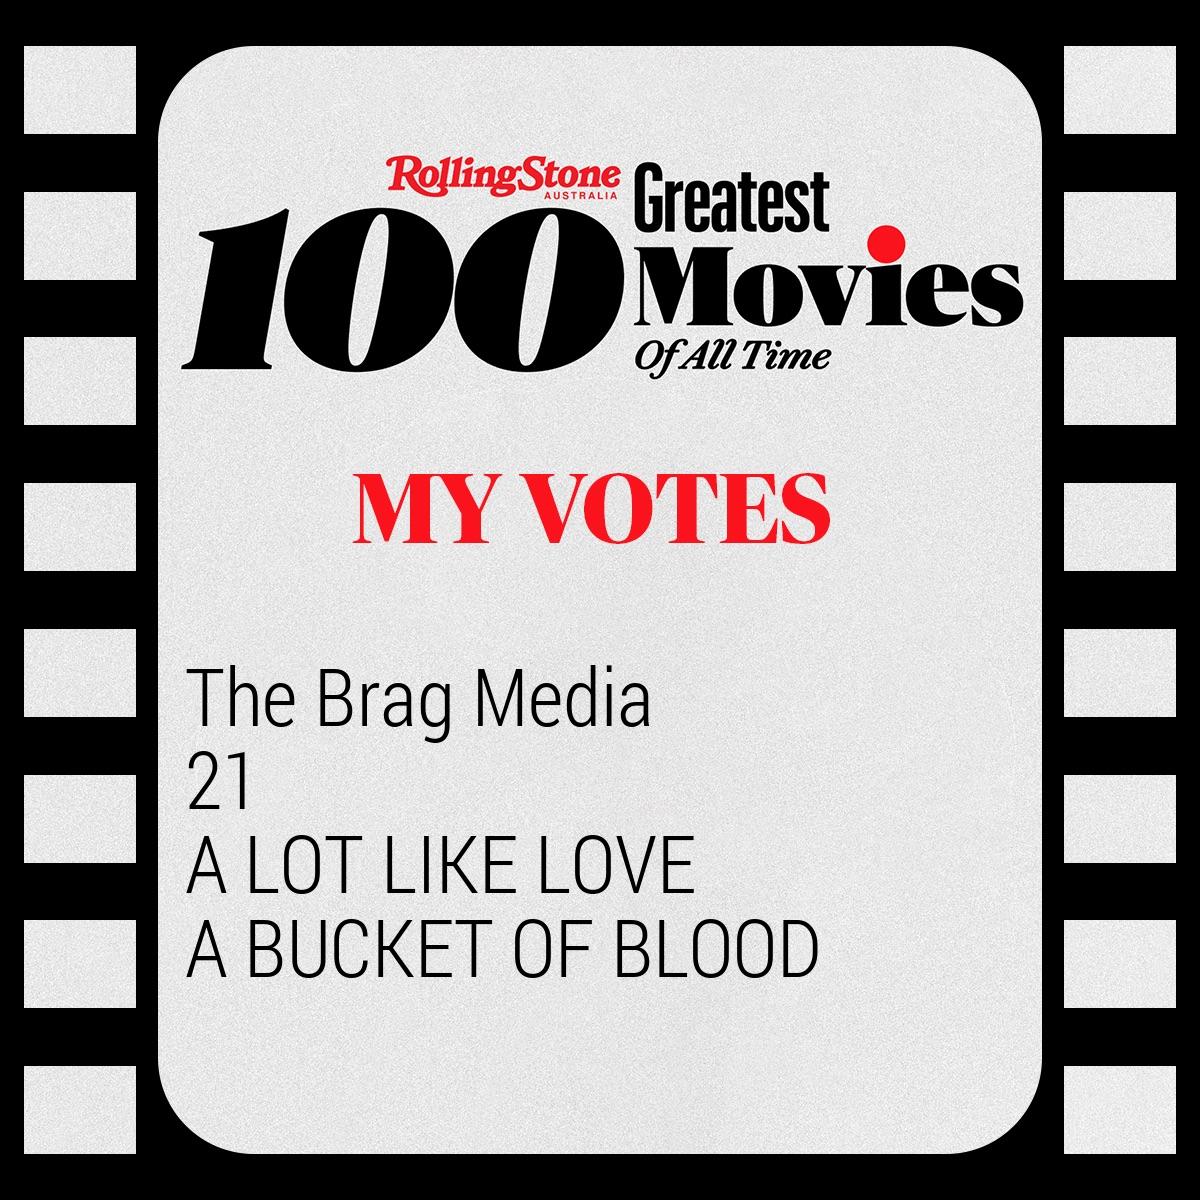 RollingStone
AUSTRALIA
100 Greatest
Movies
Of All Time
MY VOTES
The Brag Media
21
A LOT LIKE LOVE
A BUCKET OF BLOOD